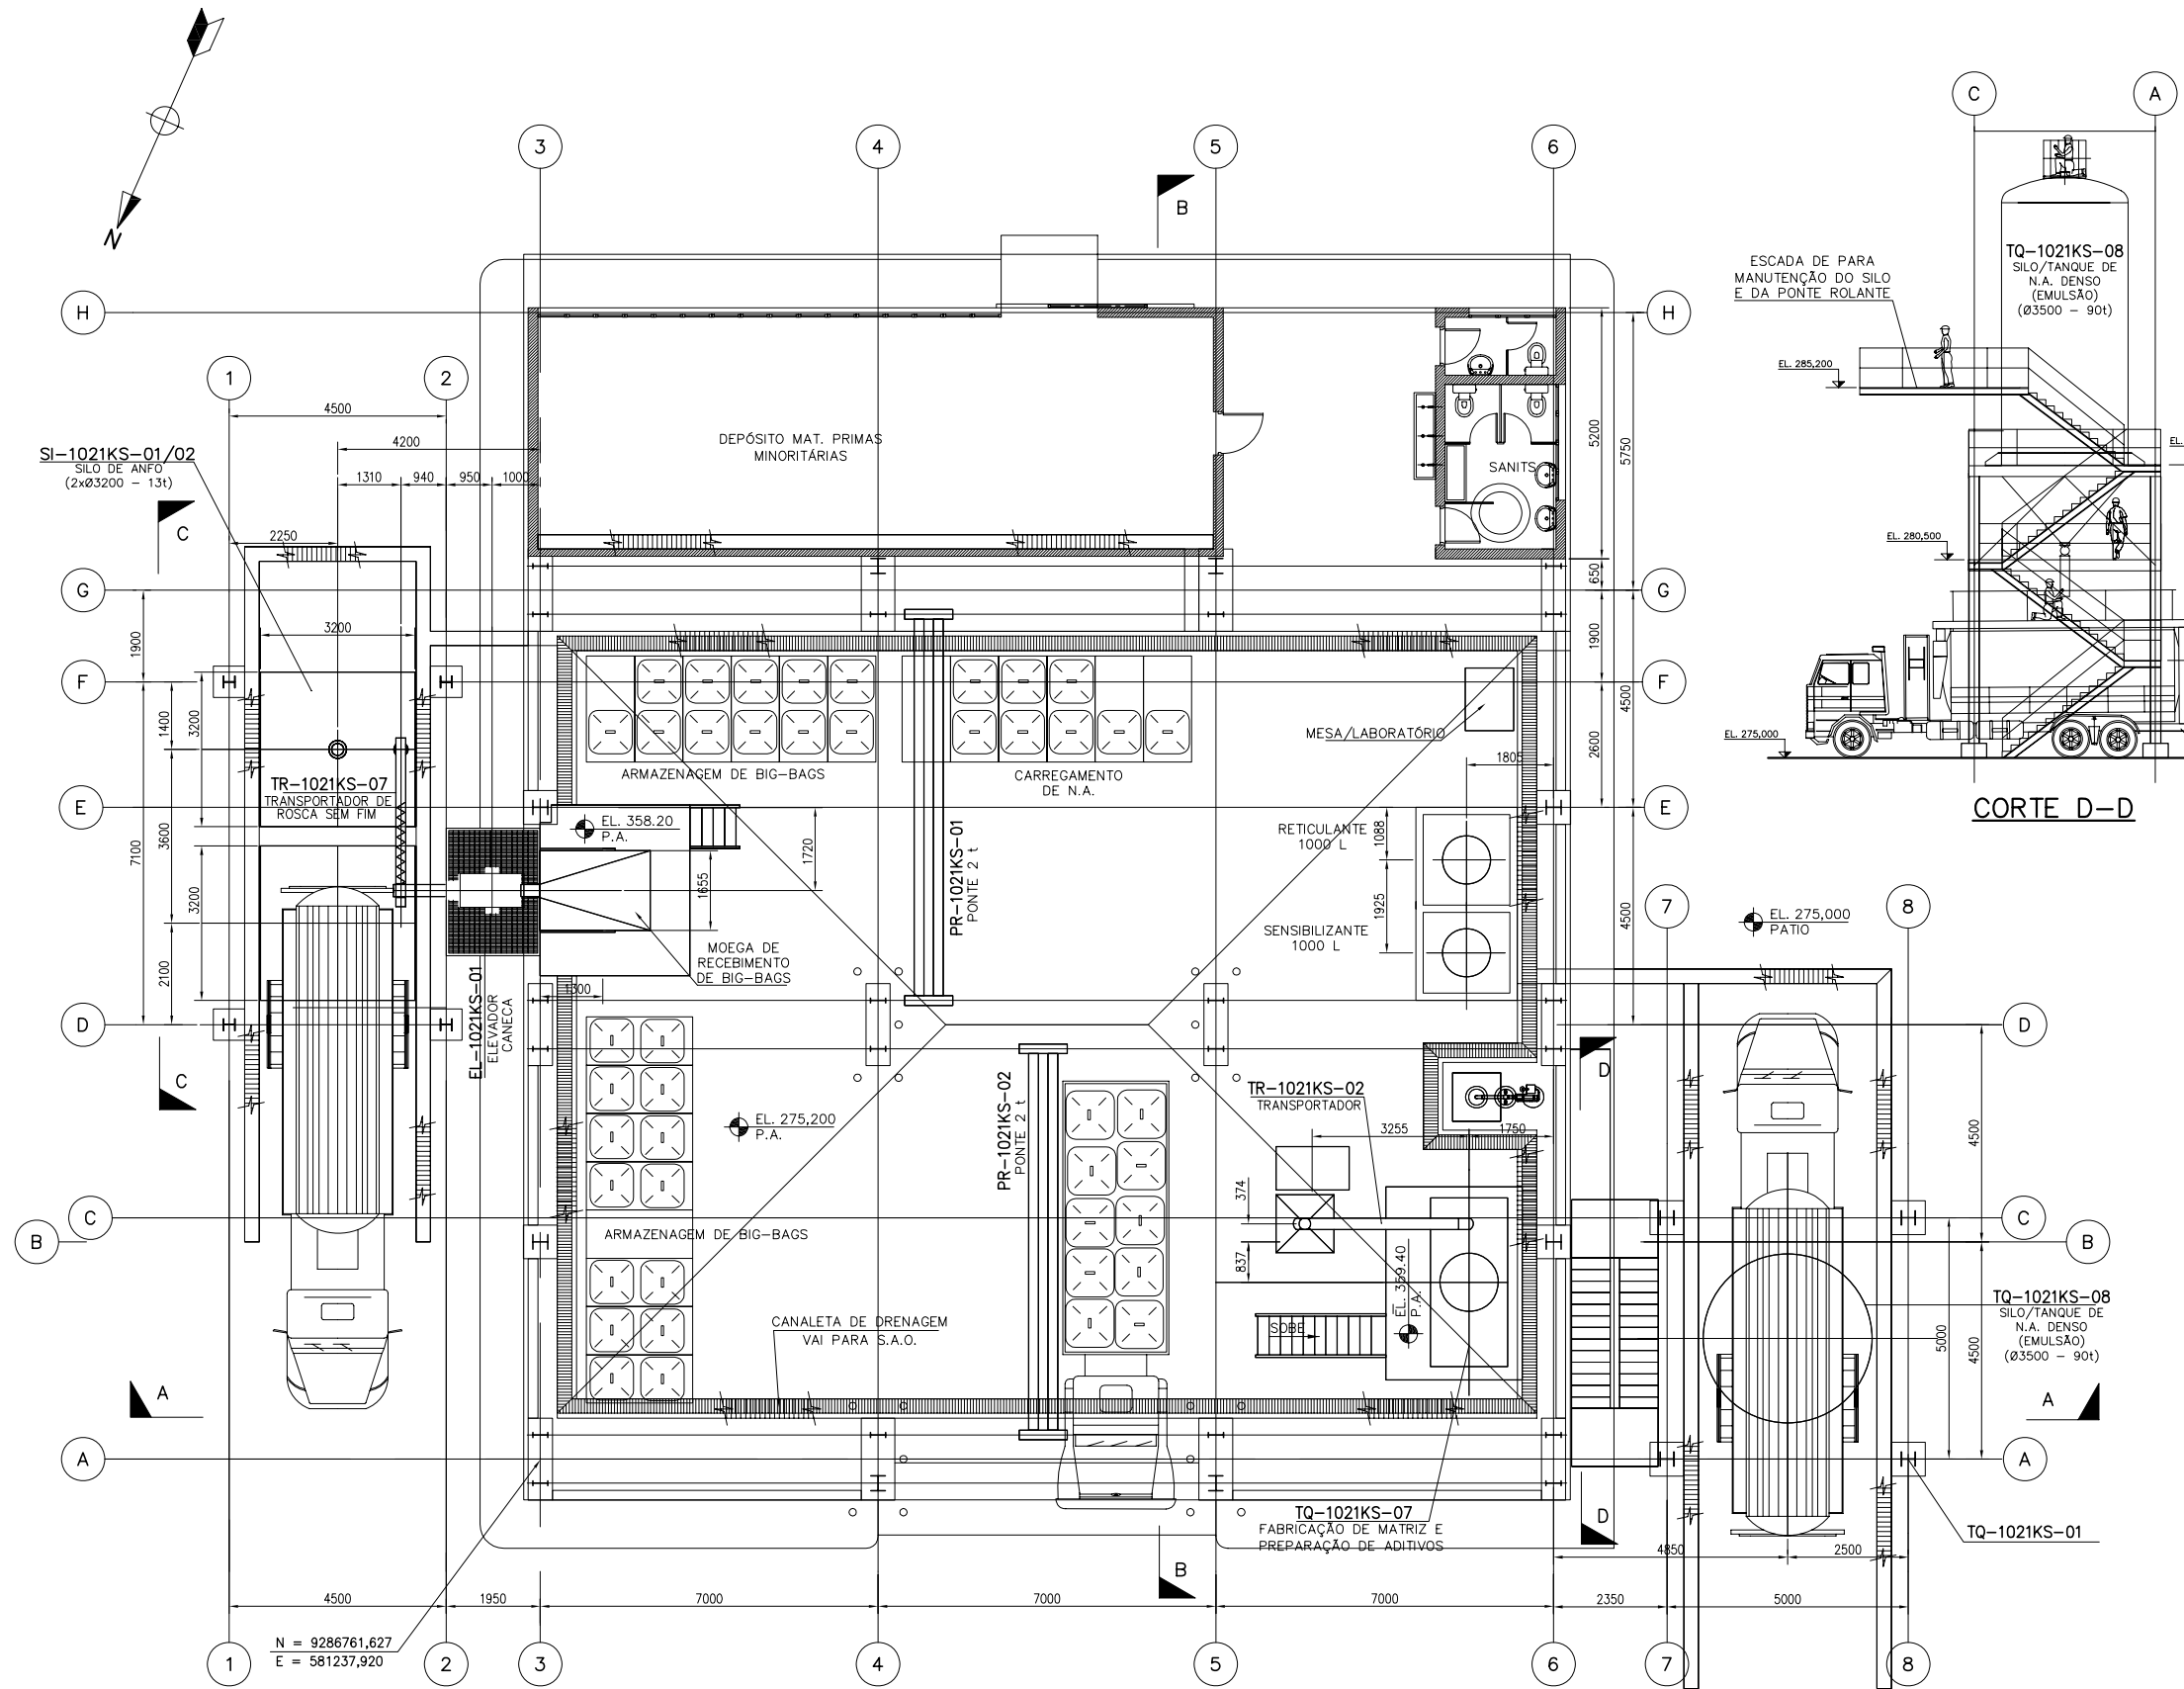 N
3
4
5
6
B
C
A
TQ-1021KS-08
SILO/TANQUE DE
N.A. DENSO
(EMULSÃO)
(Ø3500 - 90t)
ESCADA DE PARA
MANUTENÇÃO DO SILO
E DA PONTE ROLANTE
EL. 285,200
EL.
EL. 280,500
EL. 275,000
CORTE D-D
H
H
1
2
4500
4200
1310
940
950
1000
2250
SI-1021KS-01/02
SILO DE ANFO
(2xØ3200 - 13t)
C
DEPÓSITO MAT. PRIMAS
MINORITÁRIAS
SANITS
5200
5750
650
G
G
1900
3200
1900
F
F
1400
3200
4500
2600
ARMAZENAGEM DE BIG-BAGS
CARREGAMENTO
DE N.A.
MESA/LABORATÓRIO
1805
TR-1021KS-07
TRANSPORTADOR DE
ROSCA SEM FIM
E
E
EL. 358.20
P.A.
1720
1655
7100
3600
3200
2100
PR-1021KS-01
PONTE 2 t
RETICULANTE
1000 L
1088
1925
SENSIBILIZANTE
1000 L
4500
7
8
EL. 275,000
PATIO
MOEGA DE
RECEBIMENTO
DE BIG-BAGS
1300
EL-1021KS-01
ELEVADOR
CANECA
D
D
C
D
EL. 275,200
P.A.
PR-1021KS-02
PONTE 2 t
TR-1021KS-02
TRANSPORTADOR
3255
1750
374
837
4500
C
C
B
B
ARMAZENAGEM DE BIG-BAGS
EL. 359.40
P.A.
SOBE
CANALETA DE DRENAGEM
VAI PARA S.A.O.
5000
4500
TQ-1021KS-08
SILO/TANQUE DE
N.A. DENSO
(EMULSÃO)
(Ø3500 - 90t)
A
A
A
A
TQ-1021KS-07
FABRICAÇÃO DE MATRIZ E
PREPARAÇÃO DE ADITIVOS
D
TQ-1021KS-01
4850
2500
B
4500
1950
7000
7000
7000
2350
5000
N = 9286761,627
E = 581237,920
1
2
3
4
5
6
7
8